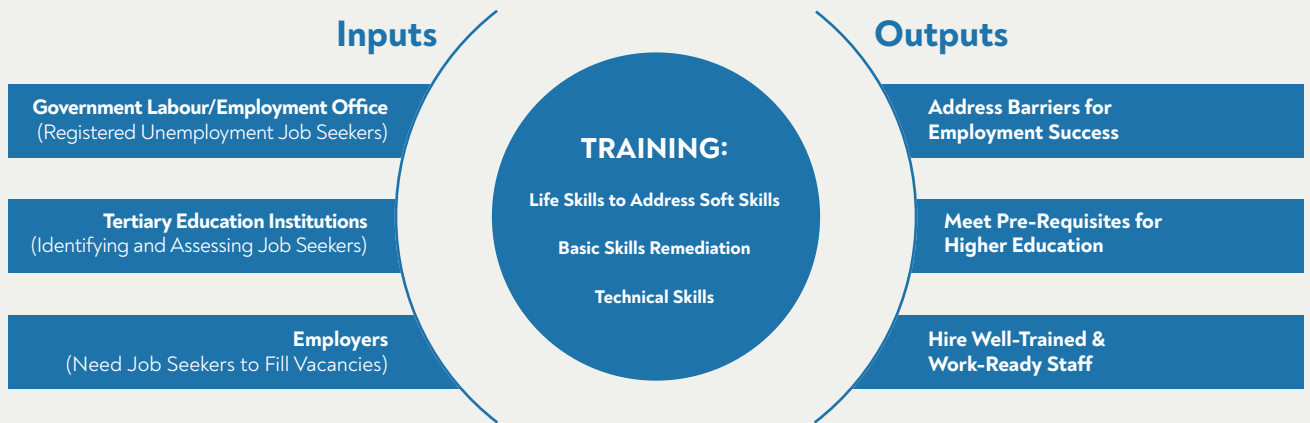 Inputs
Government Labour/Employment Office
(Registered Unemployment Job Seekers)
Tertiary Education Institutions
(Identifying and Assessing Job Seekers)
Employers
(Need Job Seekers to Fill Vacancies)
TRAINING:
Life Skills to Address Soft Skills
Basic Skills Remediation
Technical Skills
Outputs
Address Barriers for
Employment Success
Meet Pre-Requisites for
Higher Education
Hire Well-Trained &
Work-Ready Staff